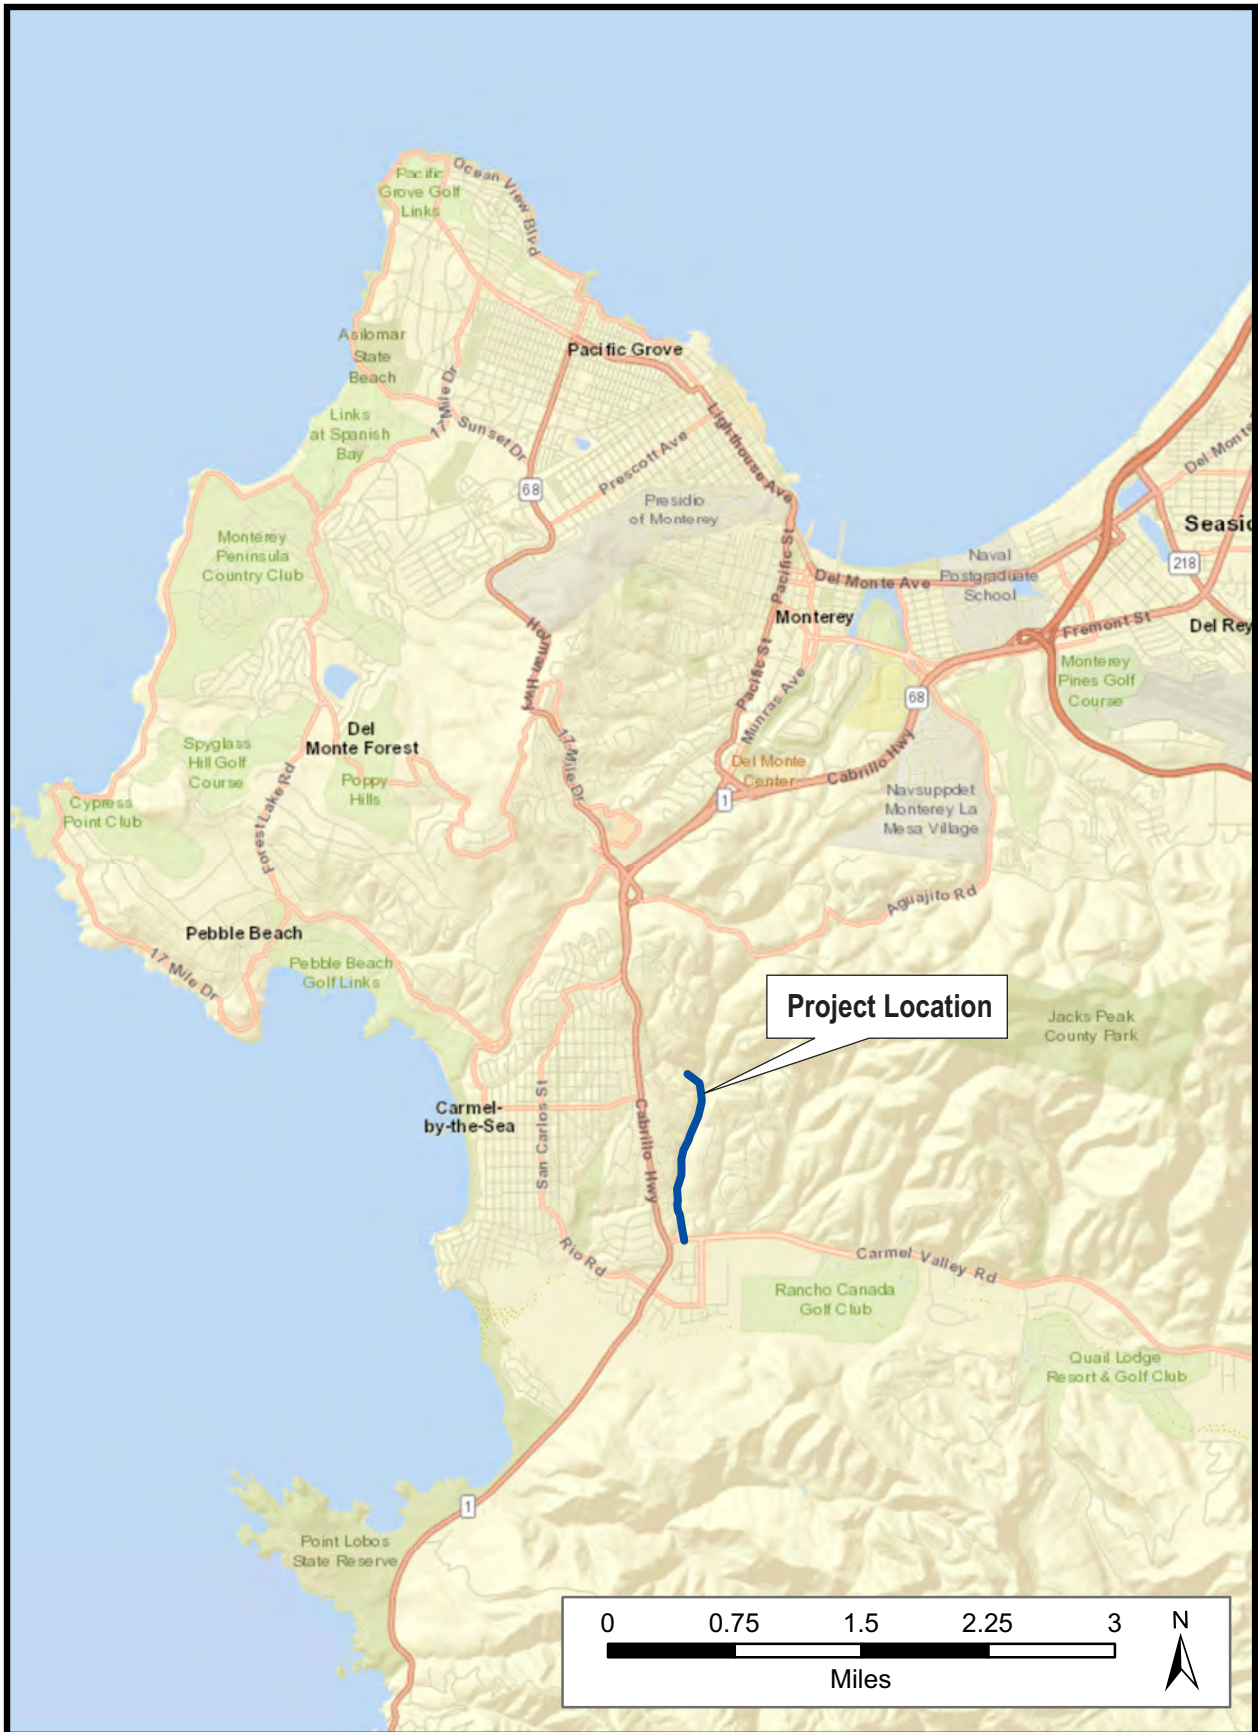 Pacific
Grove Golf
Links
Ocean View Blvd
Asilomar
State
Beach
Pacific Grove
17 Mile Dr
Links
at Spanish
Bay
Sunset Dr
Lighthouse Ave
Prescott Ave
68
Presidio
of Monterey
Del Monte
Seasid
218
Monterey
Peninsula
Country Club
Pacific St
Naval
Postgraduate
School
Del Monte Ave
Monterey
Fremont St
Del Rey
Holman Hwy
Pacific St
Munras Ave
Monterey
Pines Golf
Course
68
Del
Monte Forest
Spyglass
Hill Golf
Course
17 Mile Dr
Del Monte
Center
Cabrillo Hwy
Poppy
Hills
Forest Lake Rd
1
Navsuppdet
Monterey La
Mesa Village
Cypress
Point Club
Aguajito Rd
Pebble Beach
17 Mile Dr
Pebble Beach
Golf Links
Project Location
Jacks Peak
County Park
Carmel-
by-the-Sea
San Carlos St
Cabrillo Hwy
Rio Rd
Carmel Valley Rd
Rancho Canada
Golf Club
Quail Lodge
Resort & Golf Club
1
Point Lobos
State Reserve
0 0.75 1.5 2.25 3
Miles
N